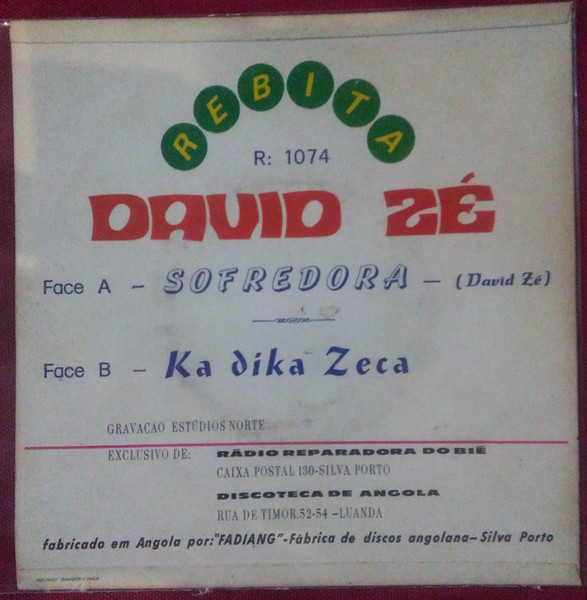 REBITA
R: 1074
DAVID ZÉ
Face A - SOFREDORA - (David Zé)
Face B - Ka dika Zeca
GRAVAÇÃO ESTÚDIOS NORTE
EXCLUSIVO DE: RÁDIO REPARADORA DO BIÉ
CAIXA POSTAL 130-SILVA PORTO
DISCOTECA DE ANGOLA
RUA DE TIMOR.52-54 -LUANDA
fabricado em Angola por:"FADIANG"-Fábrica de discos angolana-Silva Porto